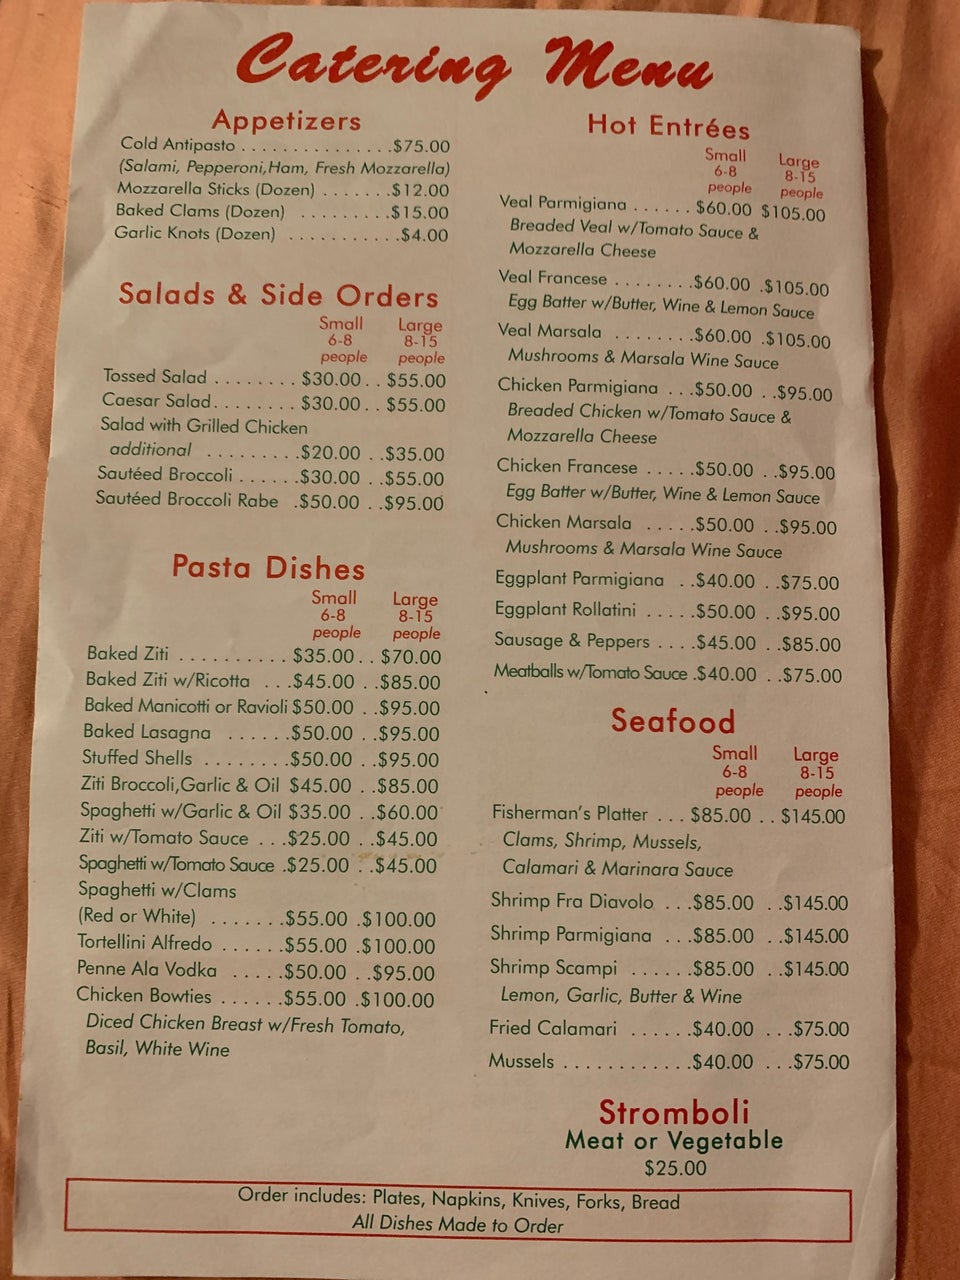 Catering Menu
Appetizers
Cold Antipasto . . . . . . . . . . . . . . .$75.00
(Salami, Pepperoni,Ham, Fresh Mozzarella)
Mozzarella Sticks (Dozen) . . . . . . .$12.00
Baked Clams (Dozen) . . . . . . . . .$15.00
Garlic Knots (Dozen) . . . . . . . . . . .$4.00
Salads & Side Orders
Small Large
6-8 8-15
people people
Tossed Salad . . . . . . . . $30.00 . . $55.00
Caesar Salad. . . . . . . . $30.00 . . $55.00
Salad with Grilled Chicken
additional . . . . . . . . .$20.00 . .$35.00
Sautéed Broccoli . . . . . .$30.00 . .$55.00
Sautéed Broccoli Rabe .$50.00 . .$95.00
Pasta Dishes
Small Large
6-8 8-15
people people
Baked Ziti . . . . . . . . . . $35.00 . . $70.00
Baked Ziti w/Ricotta . . .$45.00 . .$85.00
Baked Manicotti or Ravioli $50.00 . .$95.00
Baked Lasagna . . . . . .$50.00 . .$95.00
Stuffed Shells . . . . . . . .$50.00 . .$95.00
Ziti Broccoli,Garlic & Oil $45.00 . .$85.00
Spaghetti w/Garlic & Oil $35.00 . .$60.00
Ziti w/Tomato Sauce . . .$25.00 . .$45.00
Spaghetti w/Tomato Sauce .$25.00 . .$45.00
Spaghetti w/Clams
(Red or White) . . . . . . .$55.00 .$100.00
Tortellini Alfredo . . . . . .$55.00 .$100.00
Penne Ala Vodka . . . . .$50.00 . .$95.00
Chicken Bowties . . . . . .$55.00 .$100.00
Diced Chicken Breast w/Fresh Tomato,
Basil, White Wine
Hot Entrées
Small Large
6-8 8-15
people people
Veal Parmigiana . . . . . . $60.00 $105.00
Breaded Veal w/Tomato Sauce &
Mozzarella Cheese
Veal Francese . . . . . . . .$60.00 .$105.00
Egg Batter w/Butter, Wine & Lemon Sauce
Veal Marsala . . . . . . . .$60.00 .$105.00
Mushrooms & Marsala Wine Sauce
Chicken Parmigiana . . .$50.00 . .$95.00
Breaded Chicken w/Tomato Sauce &
Mozzarella Cheese
Chicken Francese . . . . .$50.00 . .$95.00
Egg Batter w/Butter, Wine & Lemon Sauce
Chicken Marsala . . . . .$50.00 . .$95.00
Mushrooms & Marsala Wine Sauce
Eggplant Parmigiana . .$40.00 . .$75.00
Eggplant Rollatini . . . . .$50.00 . .$95.00
Sausage & Peppers . . . .$45.00 . .$85.00
Meatballs w/Tomato Sauce .$40.00 . .$75.00
Seafood
Small Large
6-8 8-15
people people
Fisherman's Platter . . . $85.00 . . $145.00
Clams, Shrimp, Mussels,
Calamari & Marinara Sauce
Shrimp Fra Diavolo . . .$85.00 . .$145.00
Shrimp Parmigiana . . .$85.00 . .$145.00
Shrimp Scampi . . . . . .$85.00 . .$145.00
Lemon, Garlic, Butter & Wine
Fried Calamari . . . . . .$40.00 . . .$75.00
Mussels . . . . . . . . . . . .$40.00 . . .$75.00
Stromboli
Meat or Vegetable
$25.00
Order includes: Plates, Napkins, Knives, Forks, Bread
All Dishes Made to Order